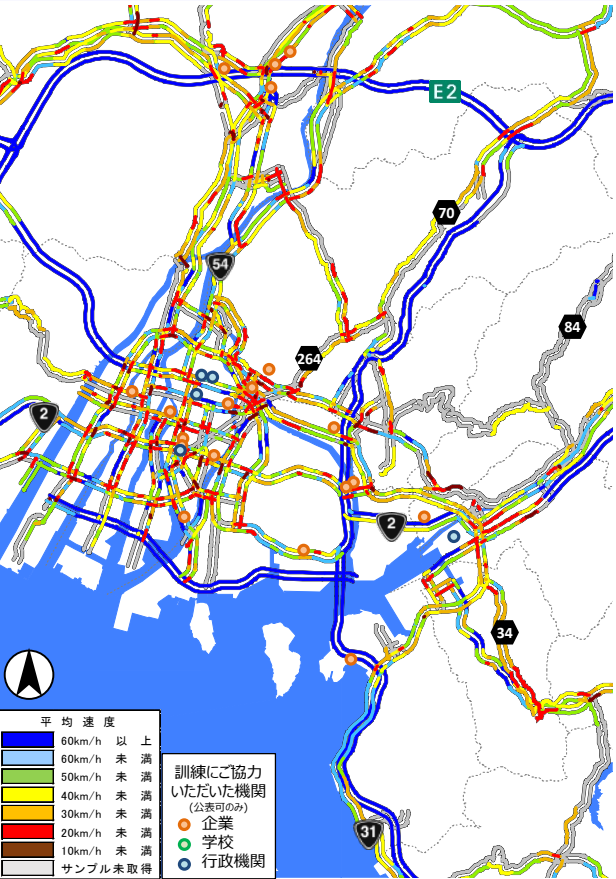 E2
70
54
84
264
2
2
34
31
平 均 速 度
60km/h 以 上
60km/h 未 満
50km/h 未 満
40km/h 未 満
30km/h 未 満
20km/h 未 満
10km/h 未 満
サンプル未取得
訓練にご協力
いただいた機関
(公表可のみ)
企業
学校
行政機関